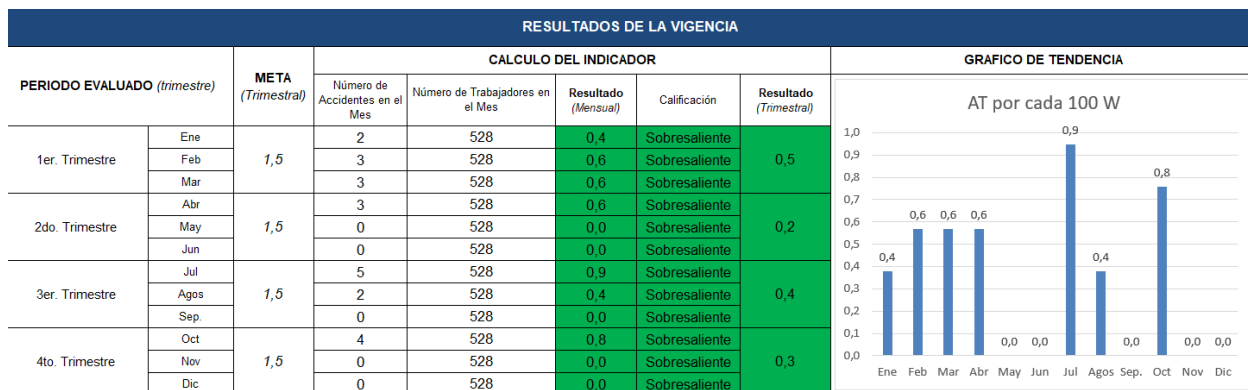 RESULTADOS DE LA VIGENCIA
PERIODO EVALUADO (trimestre)
META
(Trimestral)
CALCULO DEL INDICADOR
GRAFICO DE TENDENCIA
Número de
Accidentes en el
Mes
Número de Trabajadores en
el Mes
Resultado
(Mensual)
Calificación
Resultado
(Trimestral)
1er. Trimestre
1,5
0,5
Ene 2 528 0,4 Sobresaliente
Feb 3 528 0,6 Sobresaliente
Mar 3 528 0,6 Sobresaliente
2do. Trimestre
1,5
0,2
Abr 3 528 0,6 Sobresaliente
May 0 528 0,0 Sobresaliente
Jun 0 528 0,0 Sobresaliente
3er. Trimestre
1,5
0,4
Jul 5 528 0,9 Sobresaliente
Agos 2 528 0,4 Sobresaliente
Sep. 0 528 0,0 Sobresaliente
4to. Trimestre
1,5
0,3
Oct 4 528 0,8 Sobresaliente
Nov 0 528 0,0 Sobresaliente
Dic 0 528 0,0 Sobresaliente
AT por cada 100 W
1,0
0,9
0,8
0,7
0,6
0,5
0,4
0,3
0,2
0,1
0,0
0,4 0,6 0,6 0,6 0,0 0,0 0,9 0,4 0,0 0,8 0,0 0,0
Ene Feb Mar Abr May Jun Jul Agos Sep. Oct Nov Dic